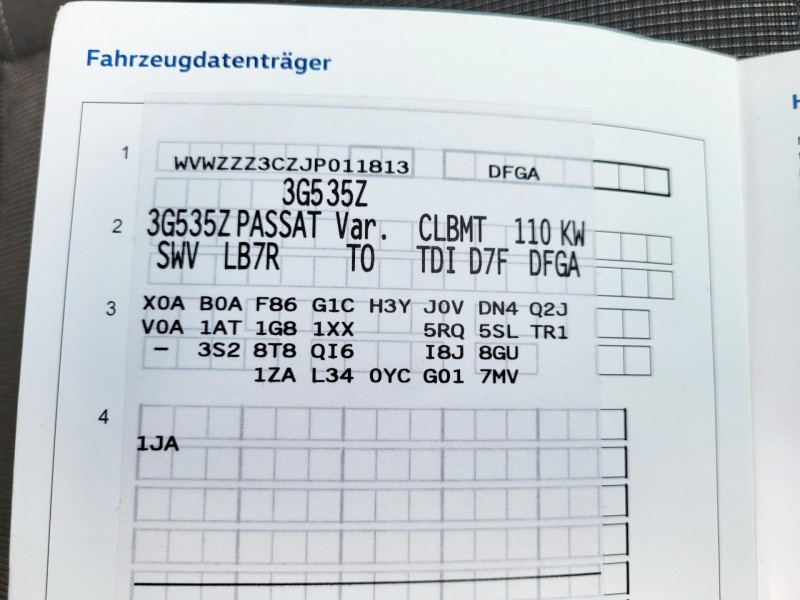 Fahrzeugdatenträger
1 WVWZZZ3CZJP011813 DFGA
3G535Z
2 3G535Z PASSAT Var. CLBMT 110 KW
SWV LB7R TO TDI D7F DFGA
3 X0A B0A F86 G1C H3Y J0V DN4 Q2J
V0A 1AT 1G8 1XX 5RQ 5SL TR1
– 3S2 8T8 QI6 I8J 8GU
1ZA L34 0YC G01 7MV
4
1JA
H